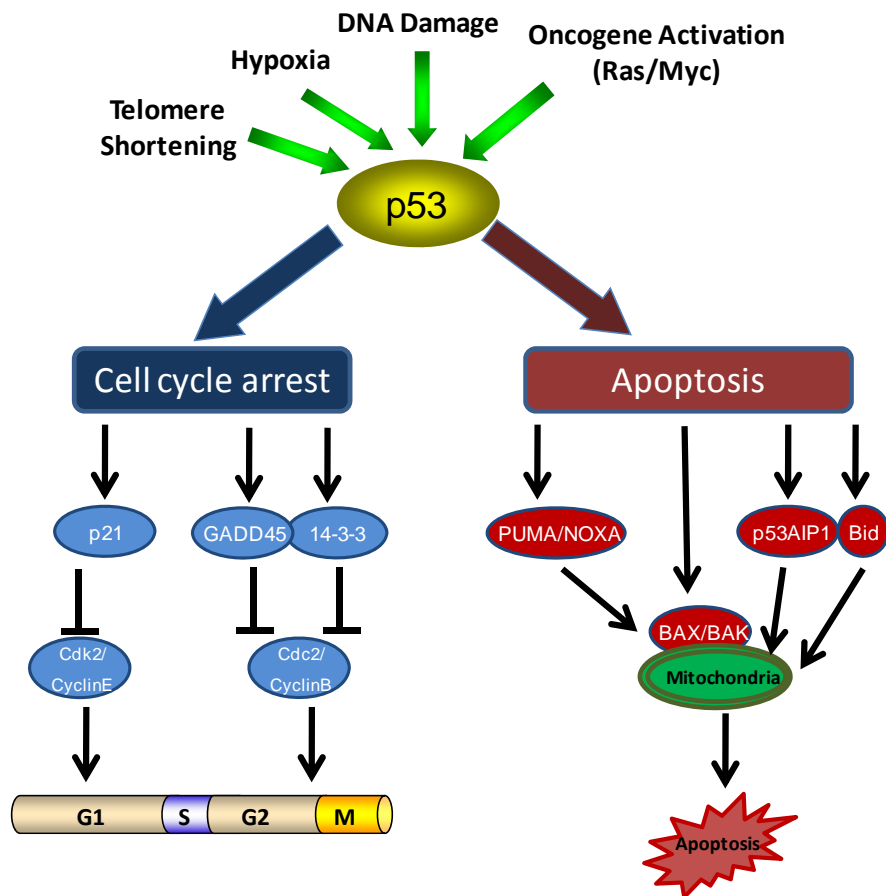 DNA Damage
Oncogene Activation
(Ras/Myc)
Hypoxia
Telomere
Shortening
p53
Cell cycle arrest
Apoptosis
p21
GADD45
14-3-3
PUMA/NOXA
p53AIP1
Bid
BAX/BAK
Cdk2/
CyclinE
Cdc2/
CyclinB
Mitochondria
G1
S
G2
M
Apoptosis